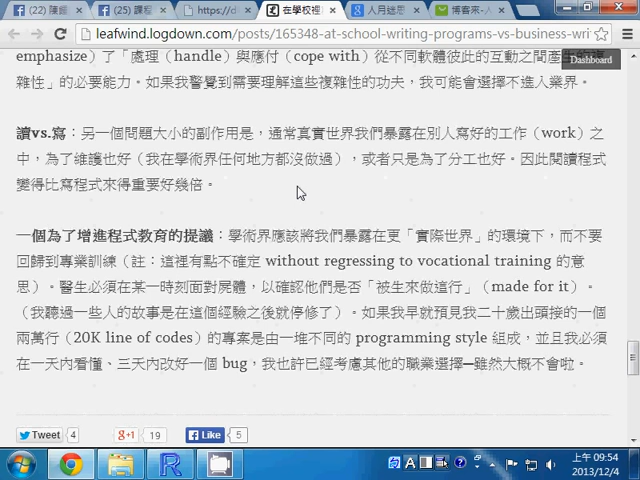 (22) 陳鍾
(25) 課程
https://d
在學校裡
人月迷思
博客來-人
leafwind.logdown.com/posts/165348-at-school-writing-programs-vs-business-writi
Dashboard
emphasize）了「處理（handle）與應付（cope with）從不同軟體彼此的互動之間產生的複
雜性」的必要能力。如果我警覺到需要理解這些複雜性的功夫，我可能會選擇不進入業界。
讀vs.寫：另一個問題大小的副作用是，通常真實世界我們暴露在別人寫好的工作（work）之
中，為了維護也好（我在學術界任何地方都沒做過），或者只是為了分工也好。因此閱讀程式
變得比寫程式來得重要好幾倍。
一個為了增進程式教育的提議：學術界應該將我們暴露在更「實際世界」的環境下，而不要
回歸到專業訓練（註：這裡有點不確定 without regressing to vocational training 的意
思）。醫生必須在某一時刻面對屍體，以確認他們是否「被生來做這行」（made for it）。
（我聽過一些人的故事是在這個經驗之後就停修了）。如果我早就預見我二十歲出頭接的一個
兩萬行（20K line of codes）的專案是由一堆不同的 programming style 組成，並且我必須
在一天內看懂、三天內改好一個 bug，我也許已經考慮其他的職業選擇─雖然大概不會啦。
Tweet 4 g+1 19 Like 5
上午 09:54
2013/12/4